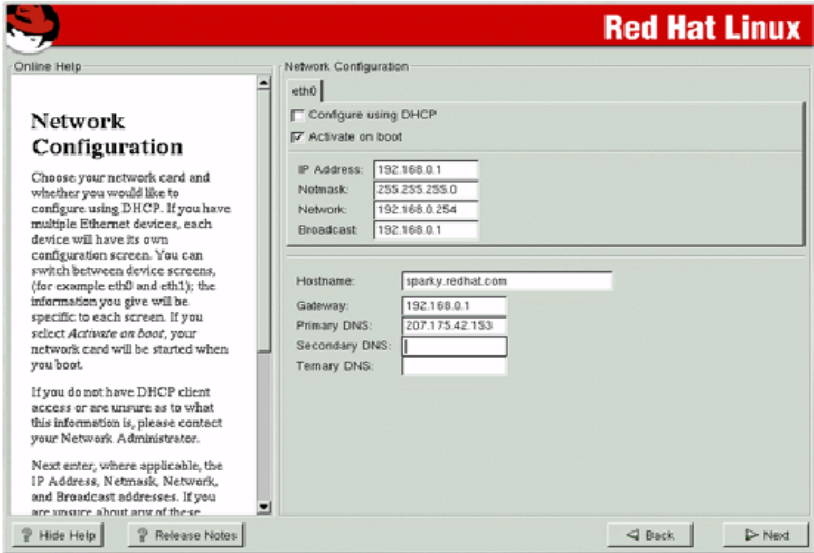 Red Hat Linux
Online Help
Network
Configuration
Choose your network card and
whether you would like to
configure using DHCP. If you have
multiple Ethernet devices, each
device will have its own
configuration screen. You can
switch between device screens,
(for example eth0 and eth1); the
information you give will be
specific to each screen. If you
select Activate on boot, your
network card will be started when
you boot.
If you do not have DHCP client
access or are unsure as to what
this information is, please contact
your Network Administrator.
Next enter, where applicable, the
IP Address, Netmask, Network,
and Broadcast addresses. If you
are unsure about any of these
Network Configuration
eth0
Configure using DHCP
Activate on boot
IP Address: 192.168.0.1
Netmask: 255.255.255.0
Network: 192.168.0.254
Broadcast: 192.168.0.1
Hostname: sparky.redhat.com
Gateway: 192.168.0.1
Primary DNS: 207.175.42.153
Secondary DNS:
Ternary DNS:
Hide Help
Release Notes
Back
Next